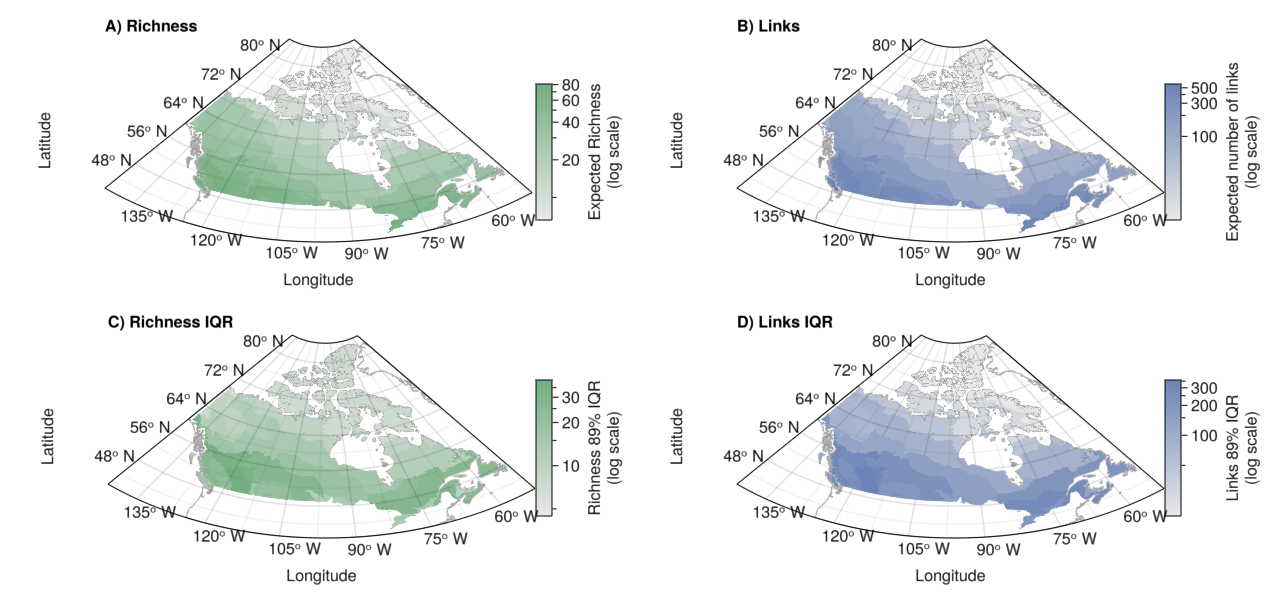 A) Richness
80° N
72° N
64° N
56° N
48° N
135° W
120° W
105° W
90° W
75° W
60° W
Latitude
Longitude
80
60
40
20
Expected Richness
(log scale)
B) Links
80° N
72° N
64° N
56° N
48° N
135° W
120° W
105° W
90° W
75° W
60° W
Latitude
Longitude
500
300
100
Expected number of links
(log scale)
C) Richness IQR
80° N
72° N
64° N
56° N
48° N
135° W
120° W
105° W
90° W
75° W
60° W
Latitude
Longitude
30
20
10
Richness 89% IQR
(log scale)
D) Links IQR
80° N
72° N
64° N
56° N
48° N
135° W
120° W
105° W
90° W
75° W
60° W
Latitude
Longitude
300
200
100
Links 89% IQR
(log scale)